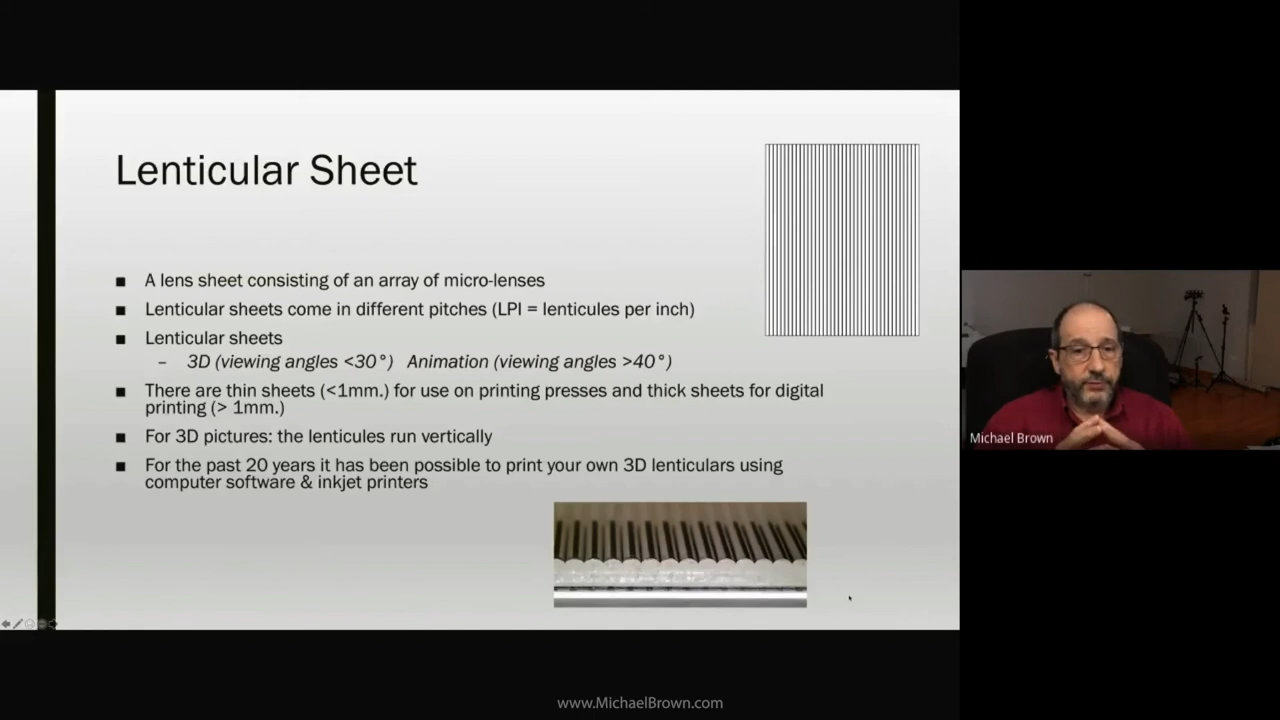 Lenticular Sheet
■ A lens sheet consisting of an array of micro-lenses
■ Lenticular sheets come in different pitches (LPI = lenticules per inch)
■ Lenticular sheets
– 3D (viewing angles <30°) Animation (viewing angles >40°)
■ There are thin sheets (<1mm.) for use on printing presses and thick sheets for digital
printing (> 1mm.)
■ For 3D pictures: the lenticules run vertically
■ For the past 20 years it has been possible to print your own 3D lenticulars using
computer software & inkjet printers
Michael Brown
www.MichaelBrown.com